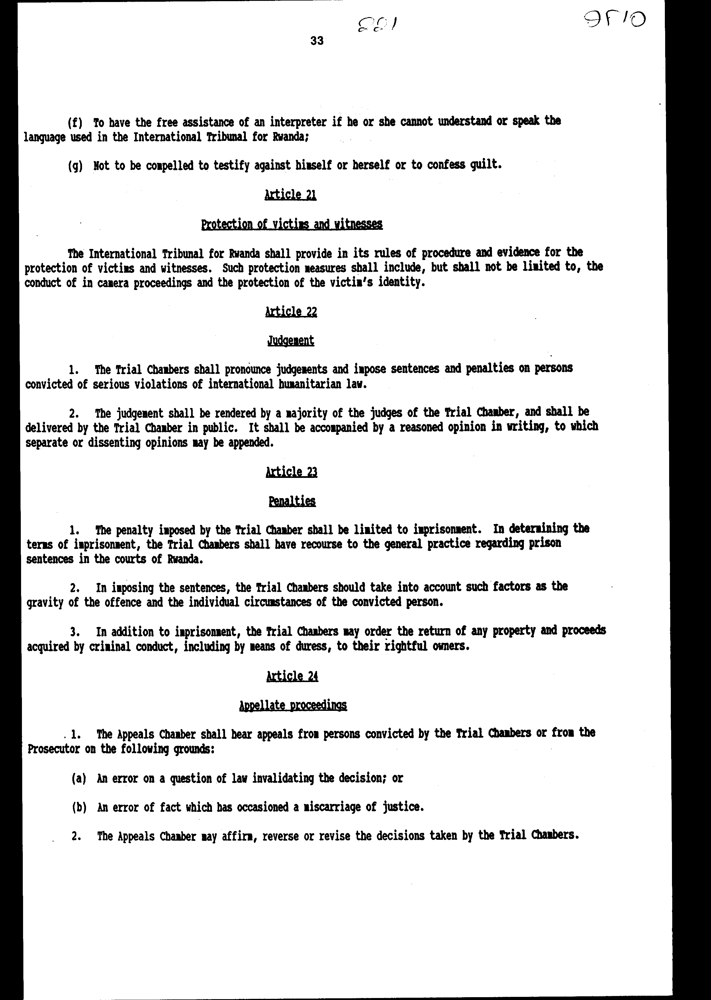 221
33
(f) To have the free assistance of an interpreter if he or she cannot understand or speak the
language used in the International Tribunal for Rwanda;
(g) Not to be compelled to testify against himself or herself or to confess guilt.
Article 21
Protection of victims and witnesses
The International Tribunal for Rwanda shall provide in its rules of procedure and evidence for the
protection of victims and witnesses. Such protection measures shall include, but shall not be limited to, the
conduct of in camera proceedings and the protection of the victim's identity.
Article 22
Judgement
1. The Trial Chambers shall pronounce judgements and impose sentences and penalties on persons
convicted of serious violations of international humanitarian law.
2. The judgement shall be rendered by a majority of the judges of the Trial Chamber, and shall be
delivered by the Trial Chamber in public. It shall be accompanied by a reasoned opinion in writing, to which
separate or dissenting opinions may be appended.
Article 23
Penalties
1. The penalty imposed by the Trial Chamber shall be limited to imprisonment. In determining the
terms of imprisonment, the Trial Chambers shall have recourse to the general practice regarding prison
sentences in the courts of Rwanda.
2. In imposing the sentences, the Trial Chambers should take into account such factors as the
gravity of the offence and the individual circumstances of the convicted person.
3. In addition to imprisonment, the Trial Chambers may order the return of any property and proceeds
acquired by criminal conduct, including by means of duress, to their rightful owners.
Article 24
Appellate proceedings
1. The Appeals Chamber shall hear appeals from persons convicted by the Trial Chambers or from the
Prosecutor on the following grounds:
(a) An error on a question of law invalidating the decision; or
(b) An error of fact which has occasioned a miscarriage of justice.
2. The Appeals Chamber may affirm, reverse or revise the decisions taken by the Trial Chambers.